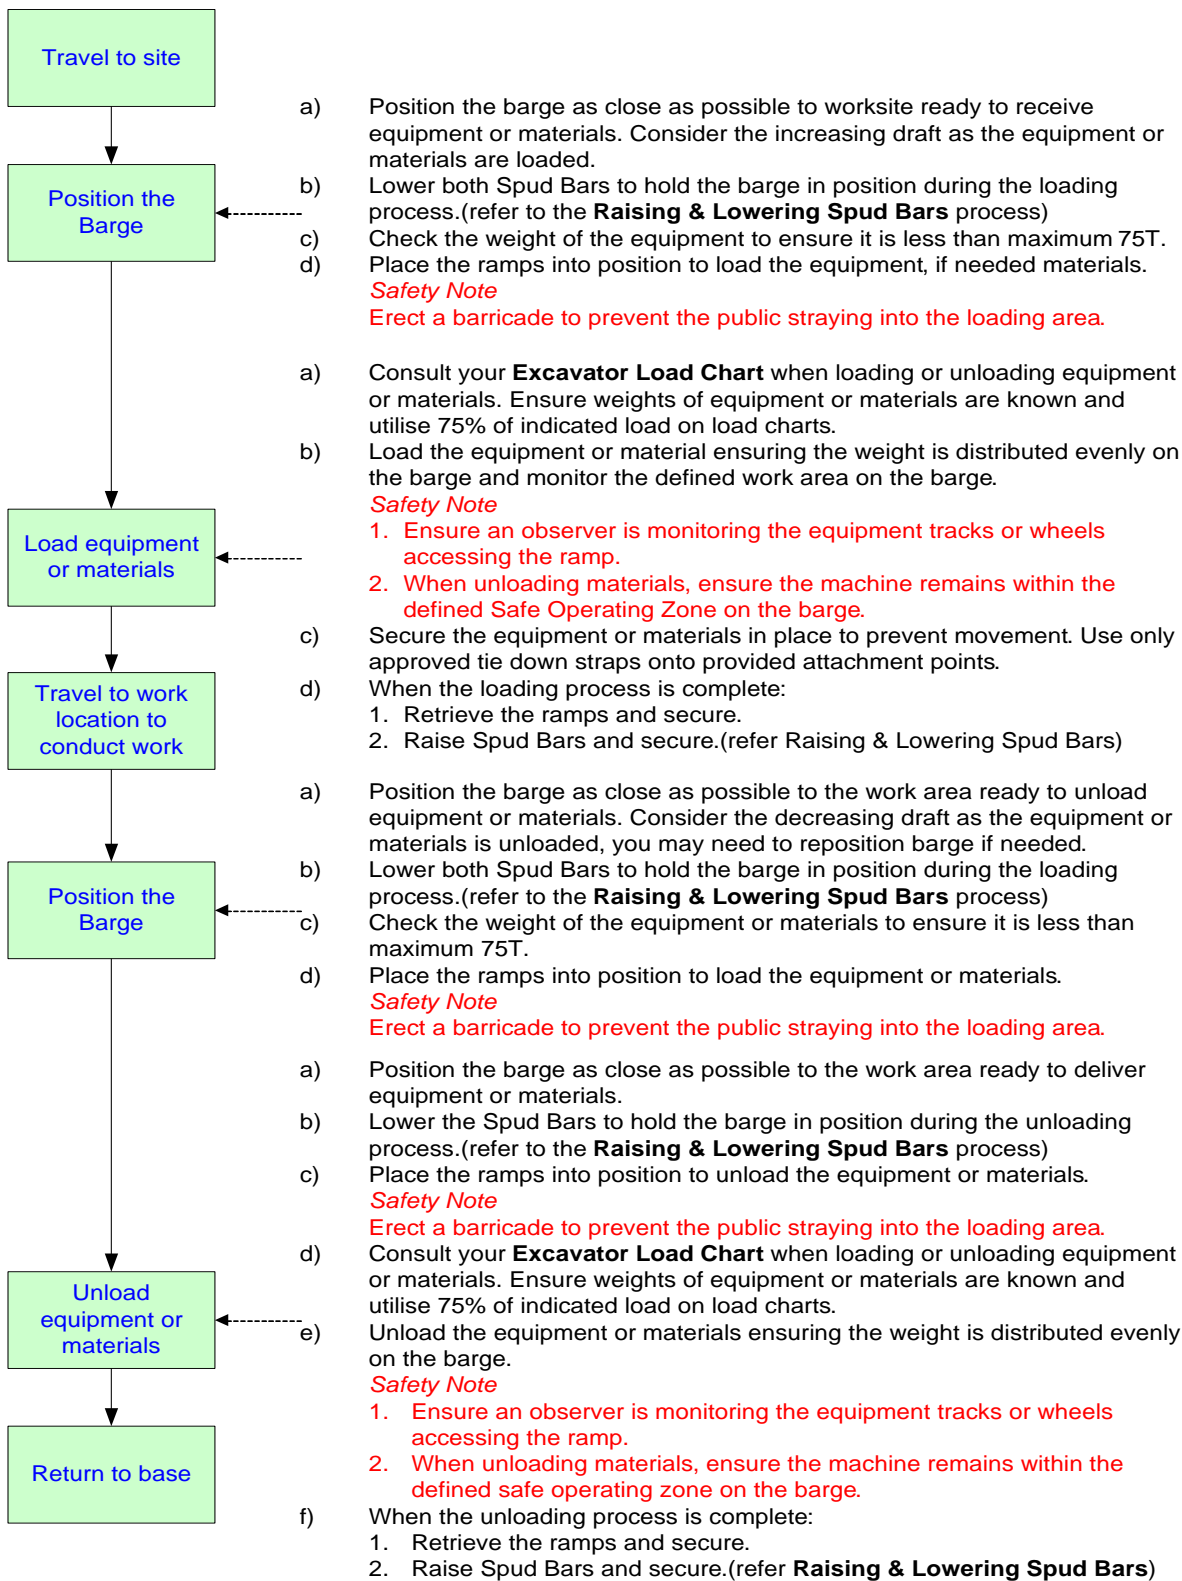 Travel to site
a) Position the barge as close as possible to worksite ready to receive
equipment or materials. Consider the increasing draft as the equipment or
materials are loaded.
Position the
Barge
b) Lower both Spud Bars to hold the barge in position during the loading
process.(refer to the Raising & Lowering Spud Bars process)
c) Check the weight of the equipment to ensure it is less than maximum 75T.
d) Place the ramps into position to load the equipment, if needed materials.
Safety Note
Erect a barricade to prevent the public straying into the loading area.
a) Consult your Excavator Load Chart when loading or unloading equipment
or materials. Ensure weights of equipment or materials are known and
utilise 75% of indicated load on load charts.
b) Load the equipment or material ensuring the weight is distributed evenly on
the barge and monitor the defined work area on the barge.
Safety Note
Load equipment
or materials
1. Ensure an observer is monitoring the equipment tracks or wheels
accessing the ramp.
2. When unloading materials, ensure the machine remains within the
defined Safe Operating Zone on the barge.
c) Secure the equipment or materials in place to prevent movement. Use only
approved tie down straps onto provided attachment points.
Travel to work
location to
conduct work
d) When the loading process is complete:
1. Retrieve the ramps and secure.
2. Raise Spud Bars and secure.(refer Raising & Lowering Spud Bars)
a) Position the barge as close as possible to the work area ready to unload
equipment or materials. Consider the decreasing draft as the equipment or
materials is unloaded, you may need to reposition barge if needed.
Position the
Barge
b) Lower both Spud Bars to hold the barge in position during the loading
process.(refer to the Raising & Lowering Spud Bars process)
c) Check the weight of the equipment or materials to ensure it is less than
maximum 75T.
d) Place the ramps into position to load the equipment or materials.
Safety Note
Erect a barricade to prevent the public straying into the loading area.
a) Position the barge as close as possible to the work area ready to deliver
equipment or materials.
b) Lower the Spud Bars to hold the barge in position during the unloading
process.(refer to the Raising & Lowering Spud Bars process)
c) Place the ramps into position to unload the equipment or materials.
Safety Note
Erect a barricade to prevent the public straying into the loading area.
d) Consult your Excavator Load Chart when loading or unloading equipment
or materials. Ensure weights of equipment or materials are known and
utilise 75% of indicated load on load charts.
Unload
equipment or
materials
e) Unload the equipment or materials ensuring the weight is distributed evenly
on the barge.
Safety Note
1. Ensure an observer is monitoring the equipment tracks or wheels
accessing the ramp.
2. When unloading materials, ensure the machine remains within the
defined safe operating zone on the barge.
Return to base
f) When the unloading process is complete:
1. Retrieve the ramps and secure.
2. Raise Spud Bars and secure.(refer Raising & Lowering Spud Bars)